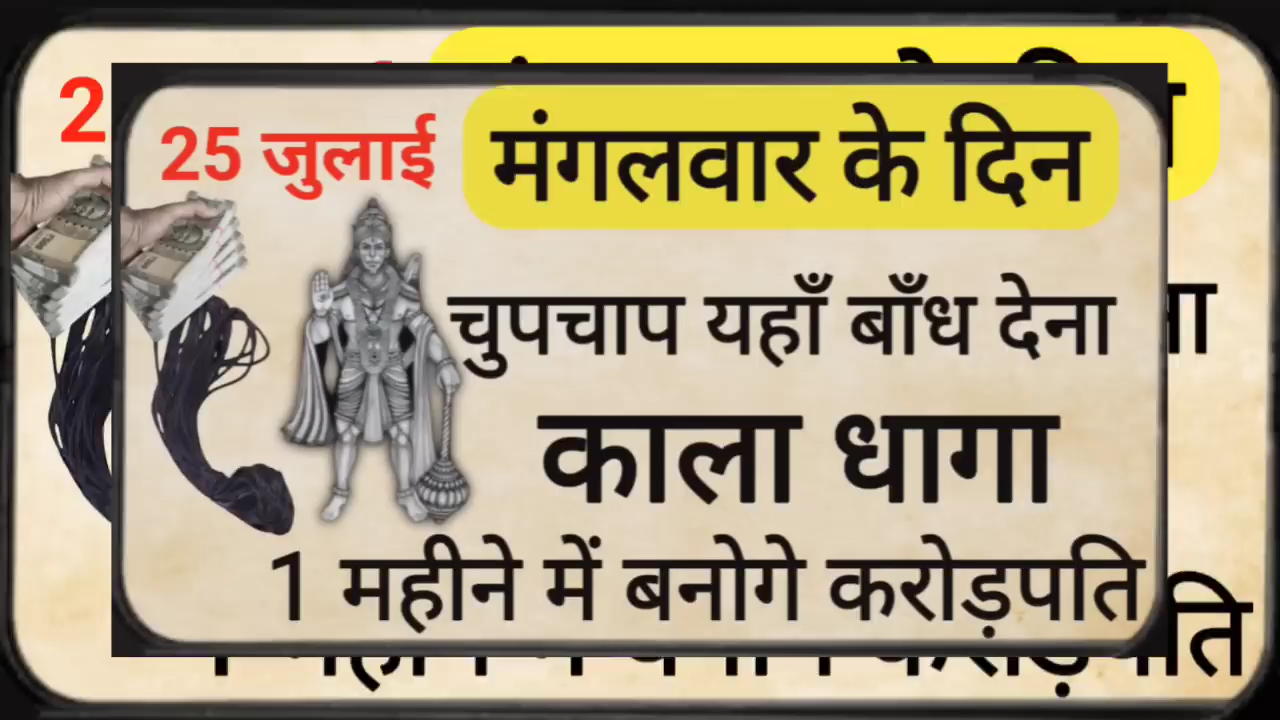 25 जुलाई मंगलवार के दिन
चुपचाप यहाँ बाँध देना
काला धागा
1 महीने में बनोगे करोड़पति